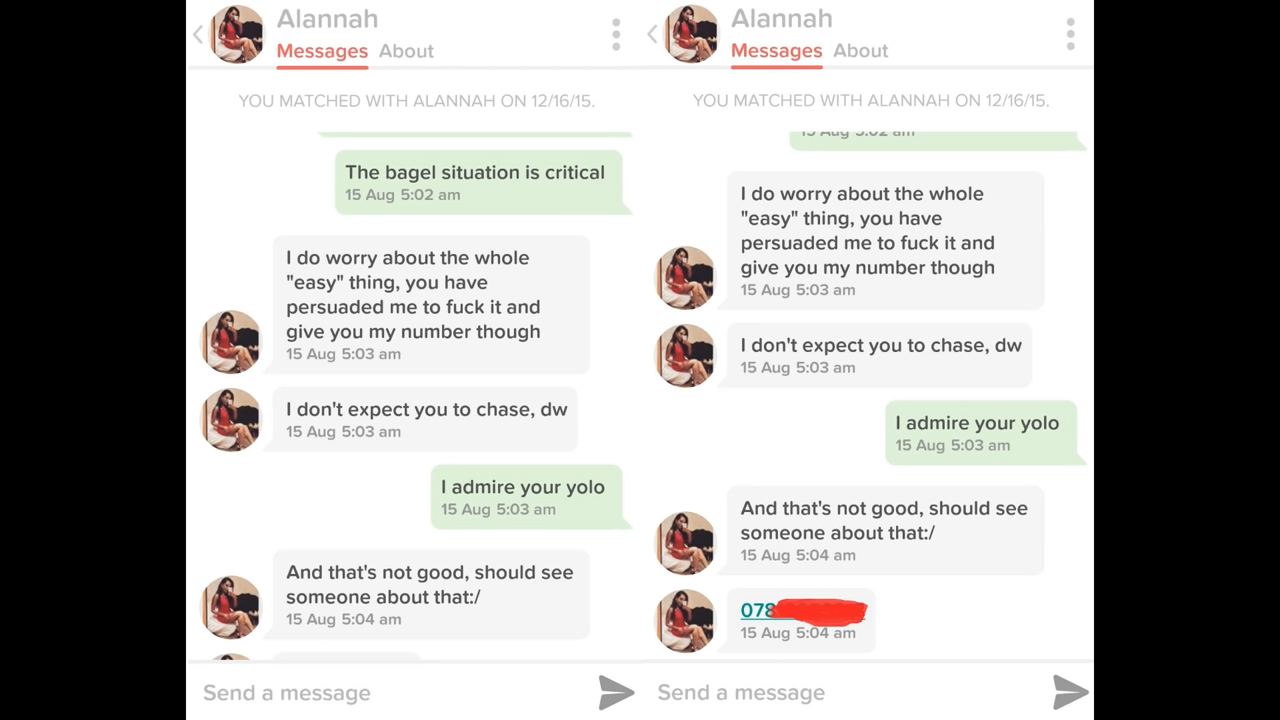 Alannah
Messages About
YOU MATCHED WITH ALANNAH ON 12/16/15.
The bagel situation is critical
15 Aug 5:02 am
I do worry about the whole
"easy" thing, you have
persuaded me to fuck it and
give you my number though
15 Aug 5:03 am
I don't expect you to chase, dw
15 Aug 5:03 am
I admire your yolo
15 Aug 5:03 am
And that's not good, should see
someone about that:/
15 Aug 5:04 am
Send a message
Alannah
Messages About
YOU MATCHED WITH ALANNAH ON 12/16/15.
15 Aug 5:02 am
I do worry about the whole
"easy" thing, you have
persuaded me to fuck it and
give you my number though
15 Aug 5:03 am
I don't expect you to chase, dw
15 Aug 5:03 am
I admire your yolo
15 Aug 5:03 am
And that's not good, should see
someone about that:/
15 Aug 5:04 am
078
15 Aug 5:04 am
Send a message